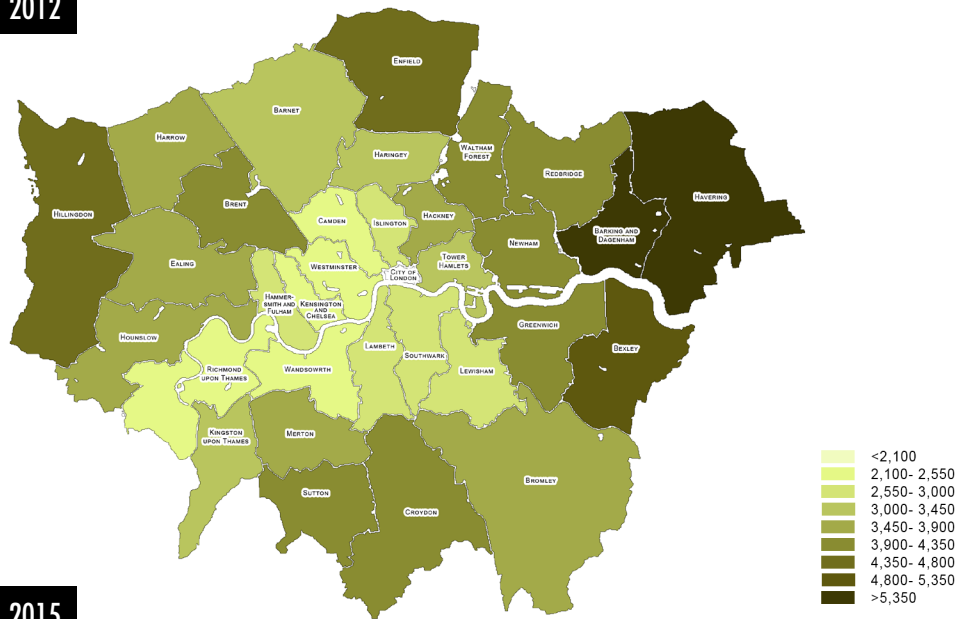 2012
ENFIELD
BARNET
HARROW
HARINGEY
WALTHAM
FOREST
REDBRIDGE
HAVERING
HILLINGDON
BRENT
CAMDEN
ISLINGTON
HACKNEY
NEWHAM
BARKING AND
DAGENHAM
EALING
WESTMINSTER
CITY OF
LONDON
TOWER
HAMLETS
HAMMER-
SMITH AND
FULHAM
KENSINGTON
AND
CHELSEA
HOUNSLOW
GREENWICH
BEXLEY
LAMBETH
SOUTHWARK
LEWISHAM
RICHMOND
UPON THAMES
WANDSOWRTH
KINGSTON
UPON THAMES
MERTON
SUTTON
CROYDON
BROMLEY
<2,100
2,100- 2,550
2,550- 3,000
3,000- 3,450
3,450- 3,900
3,900- 4,350
4,350- 4,800
4,800- 5,350
>5,350
2015